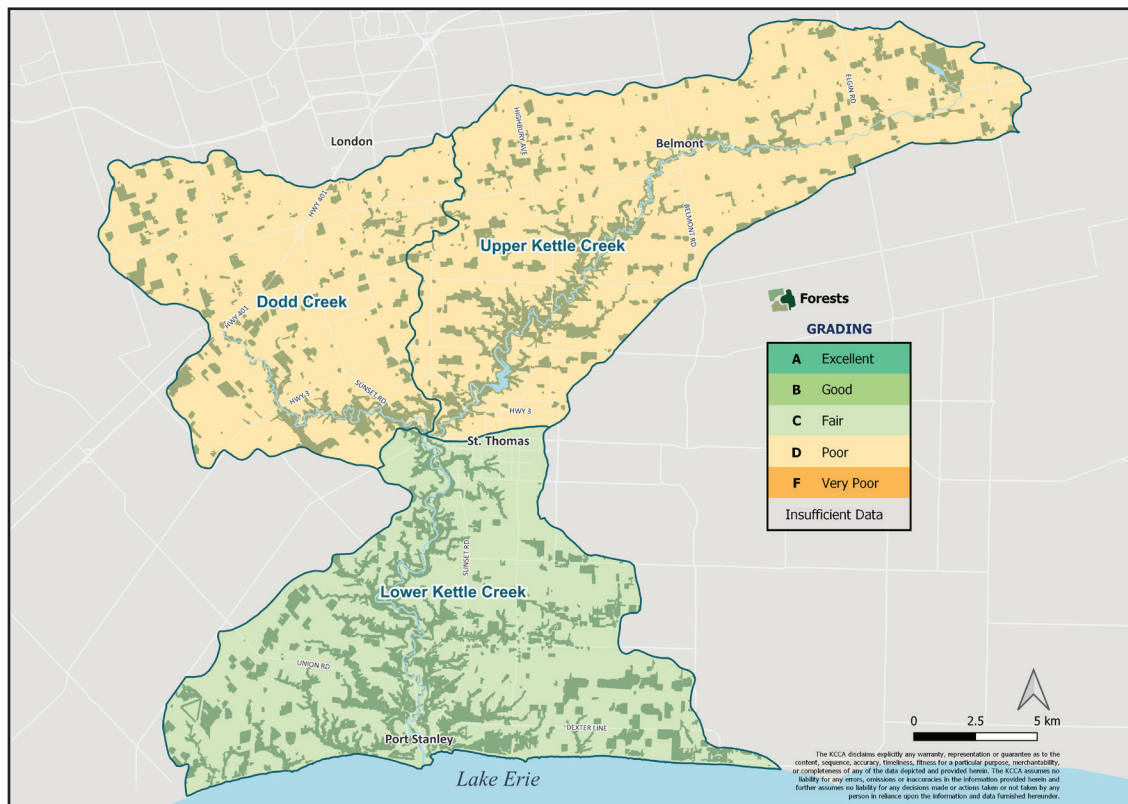 London
HIGHBURY AVE
ELGIN RD
Belmont
HWY 401
BELMONT RD
Upper Kettle Creek
Dodd Creek
HWY 401
SUNSET RD
HWY 3
HWY 3
St. Thomas
SUNSET RD
Lower Kettle Creek
UNION RD
DEXTER LINE
Port Stanley
Lake Erie
Forests
GRADING
A Excellent
B Good
C Fair
D Poor
F Very Poor
Insufficient Data
0 2.5 5 km
The KCCA disclaims explicitly any warranty, representation or guarantee as to the
content, sequence, accuracy, timeliness, fitness for a particular purpose, merchantability,
or completeness of any of the data depicted and provided herein. The KCCA assumes no
liability for any errors, omissions or inaccuracies in the information provided herein and
further assumes no liability for any decisions made or actions taken or not taken by any
person in reliance upon the information and data furnished hereunder.